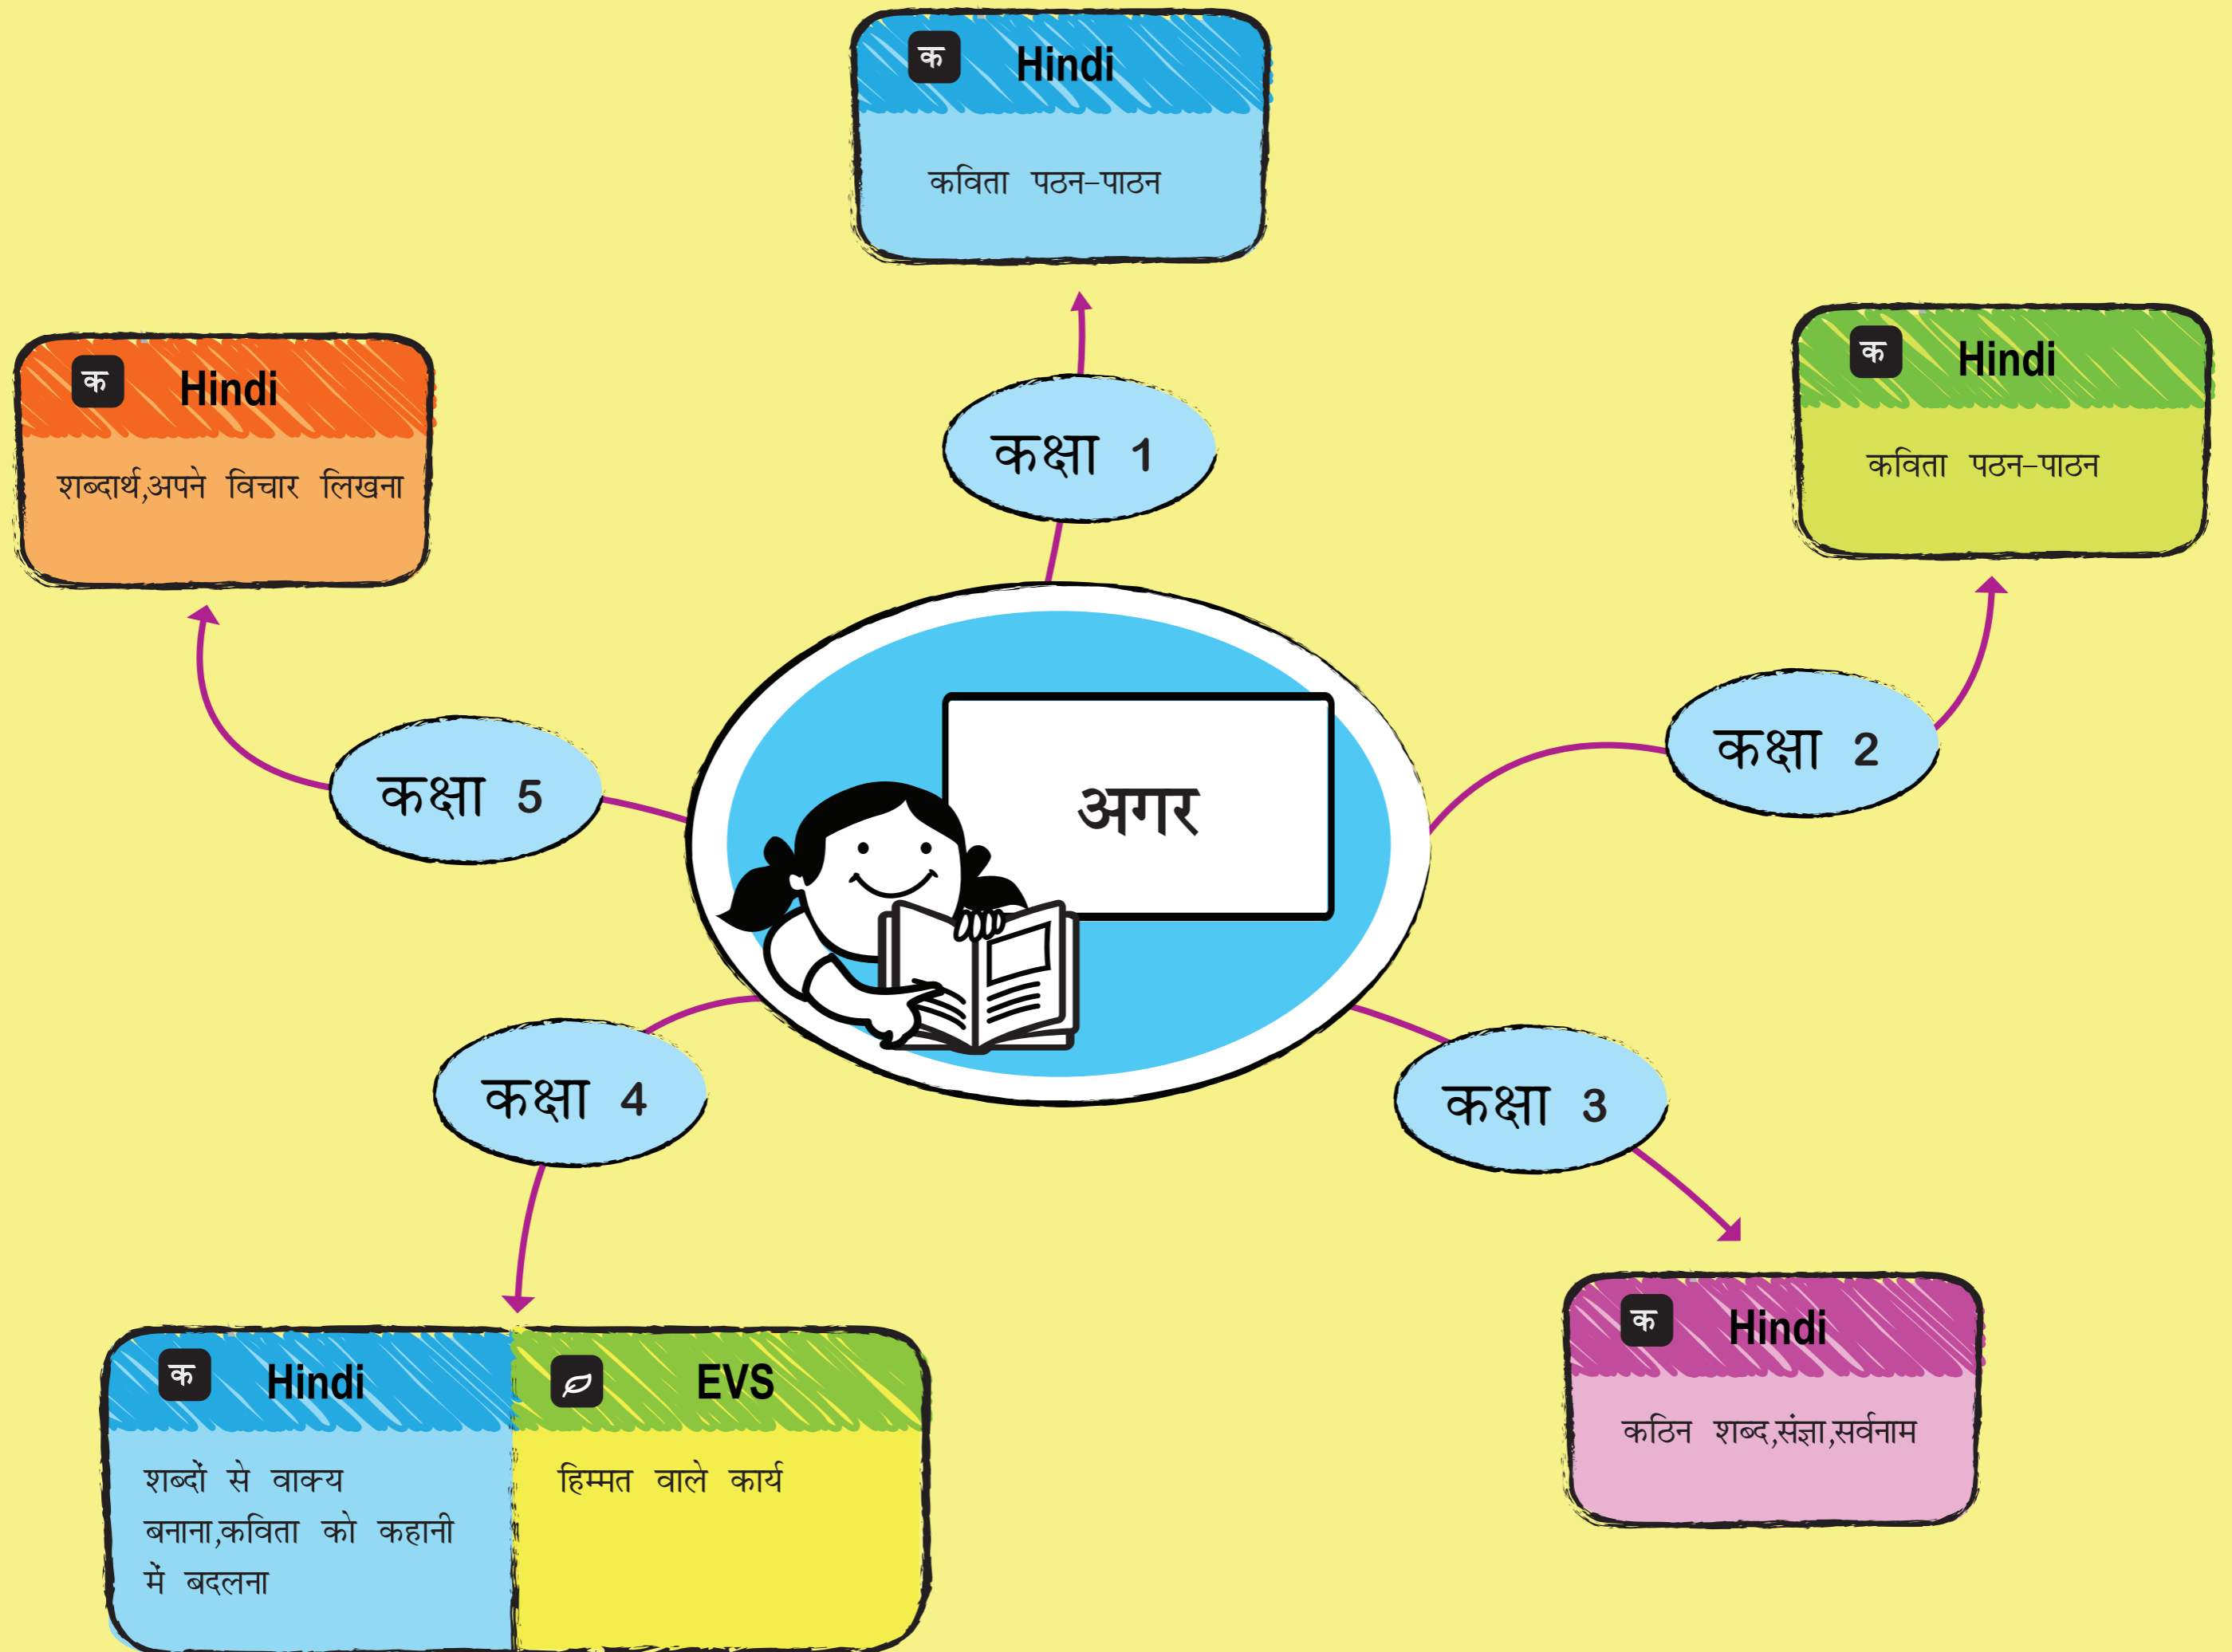 क Hindi
कविता पठन-पाठन
कक्षा 1
क Hindi
कविता पठन-पाठन
कक्षा 2
क Hindi
शब्दार्थ,अपने विचार लिखना
कक्षा 5
अगर
कक्षा 4
कक्षा 3
क Hindi
कठिन शब्द,संज्ञा,सर्वनाम
क Hindi
शब्दों से वाक्य
बनाना,कविता को कहानी
में बदलना
EVS
हिम्मत वाले कार्य